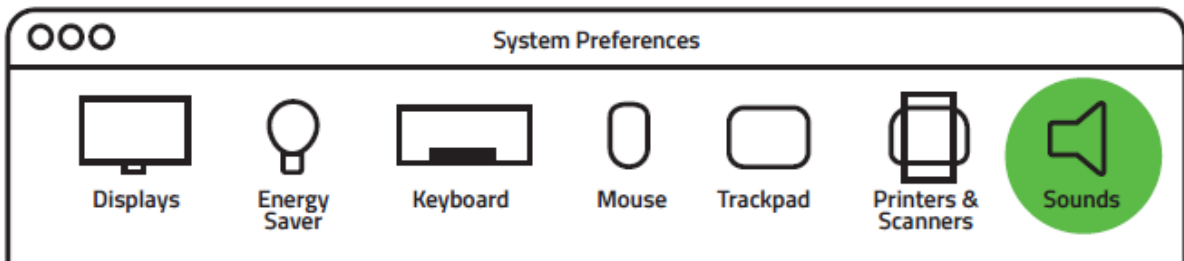 System Preferences
Displays
Energy
Saver
Keyboard
Mouse
Trackpad
Printers &
Scanners
Sounds